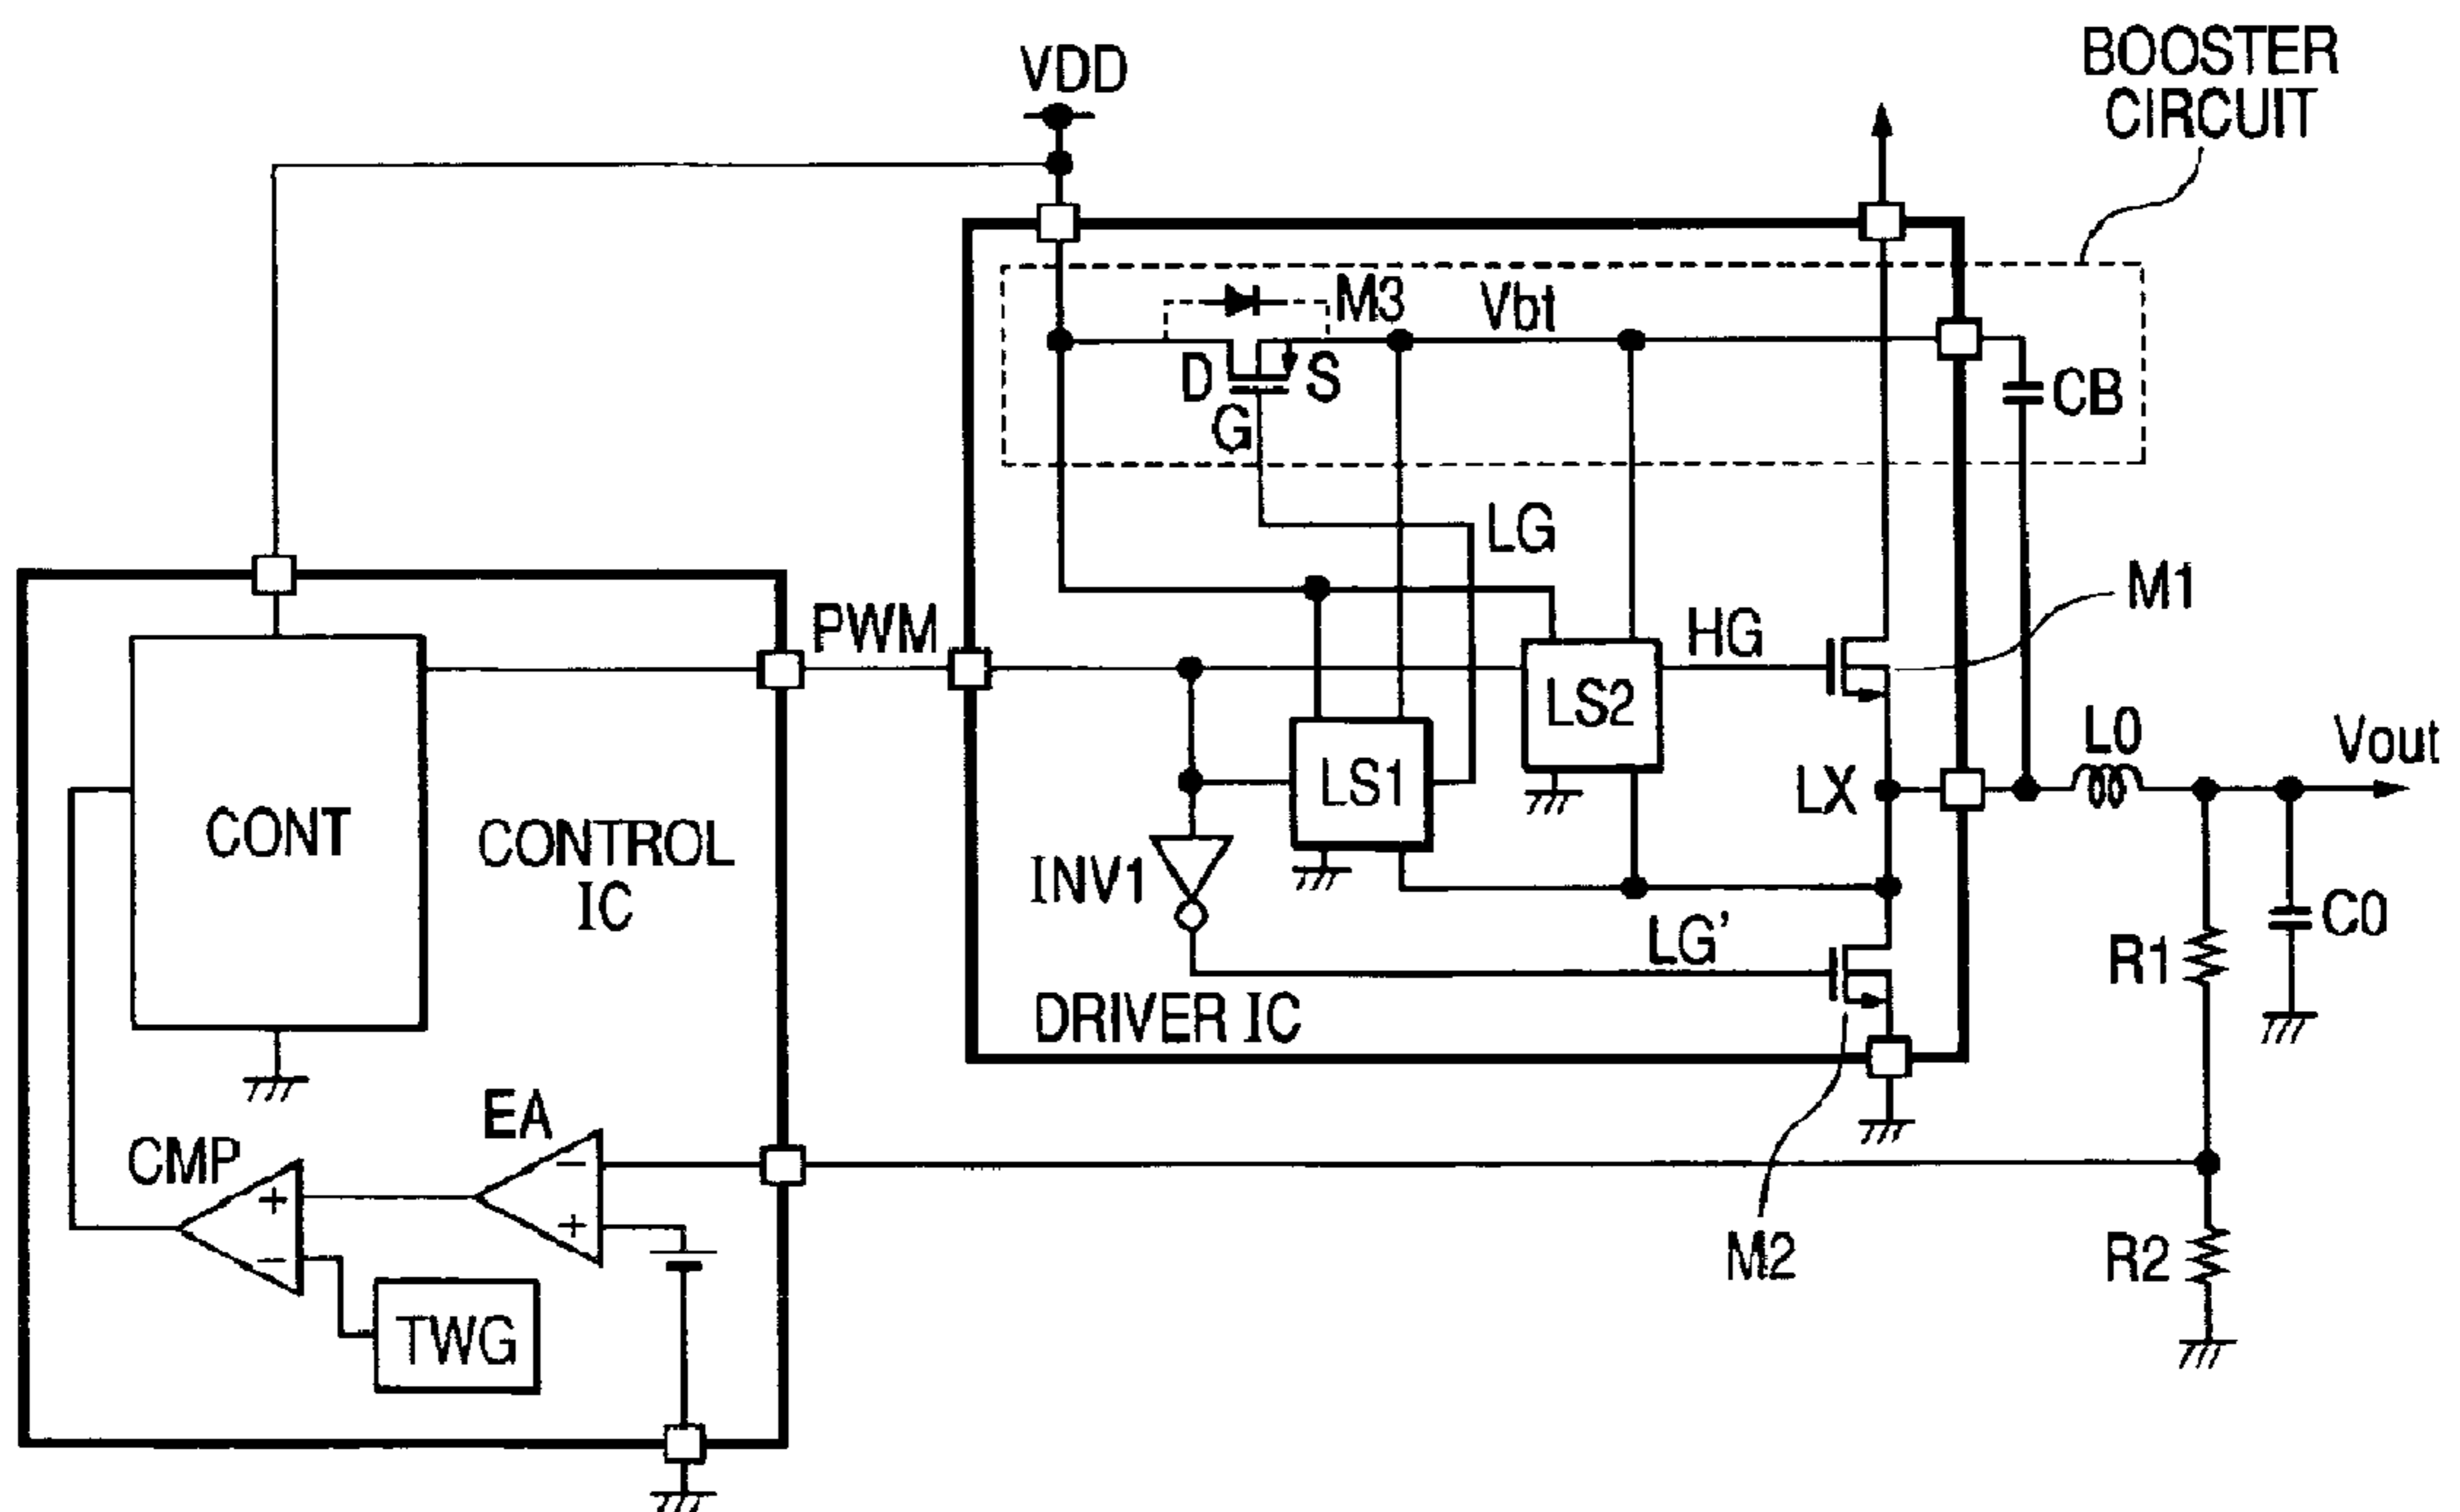 BOOSTER
CIRCUIT
VDD
M3
Vbt
D
S
G
CB
LG
M1
PWM
HG
LS2
LS1
LX
L0
Vout
CONT
CONTROL
IC
INV1
LG'
C0
R1
DRIVER IC
EA
CMP
−
+
+
−
TWG
M2
R2